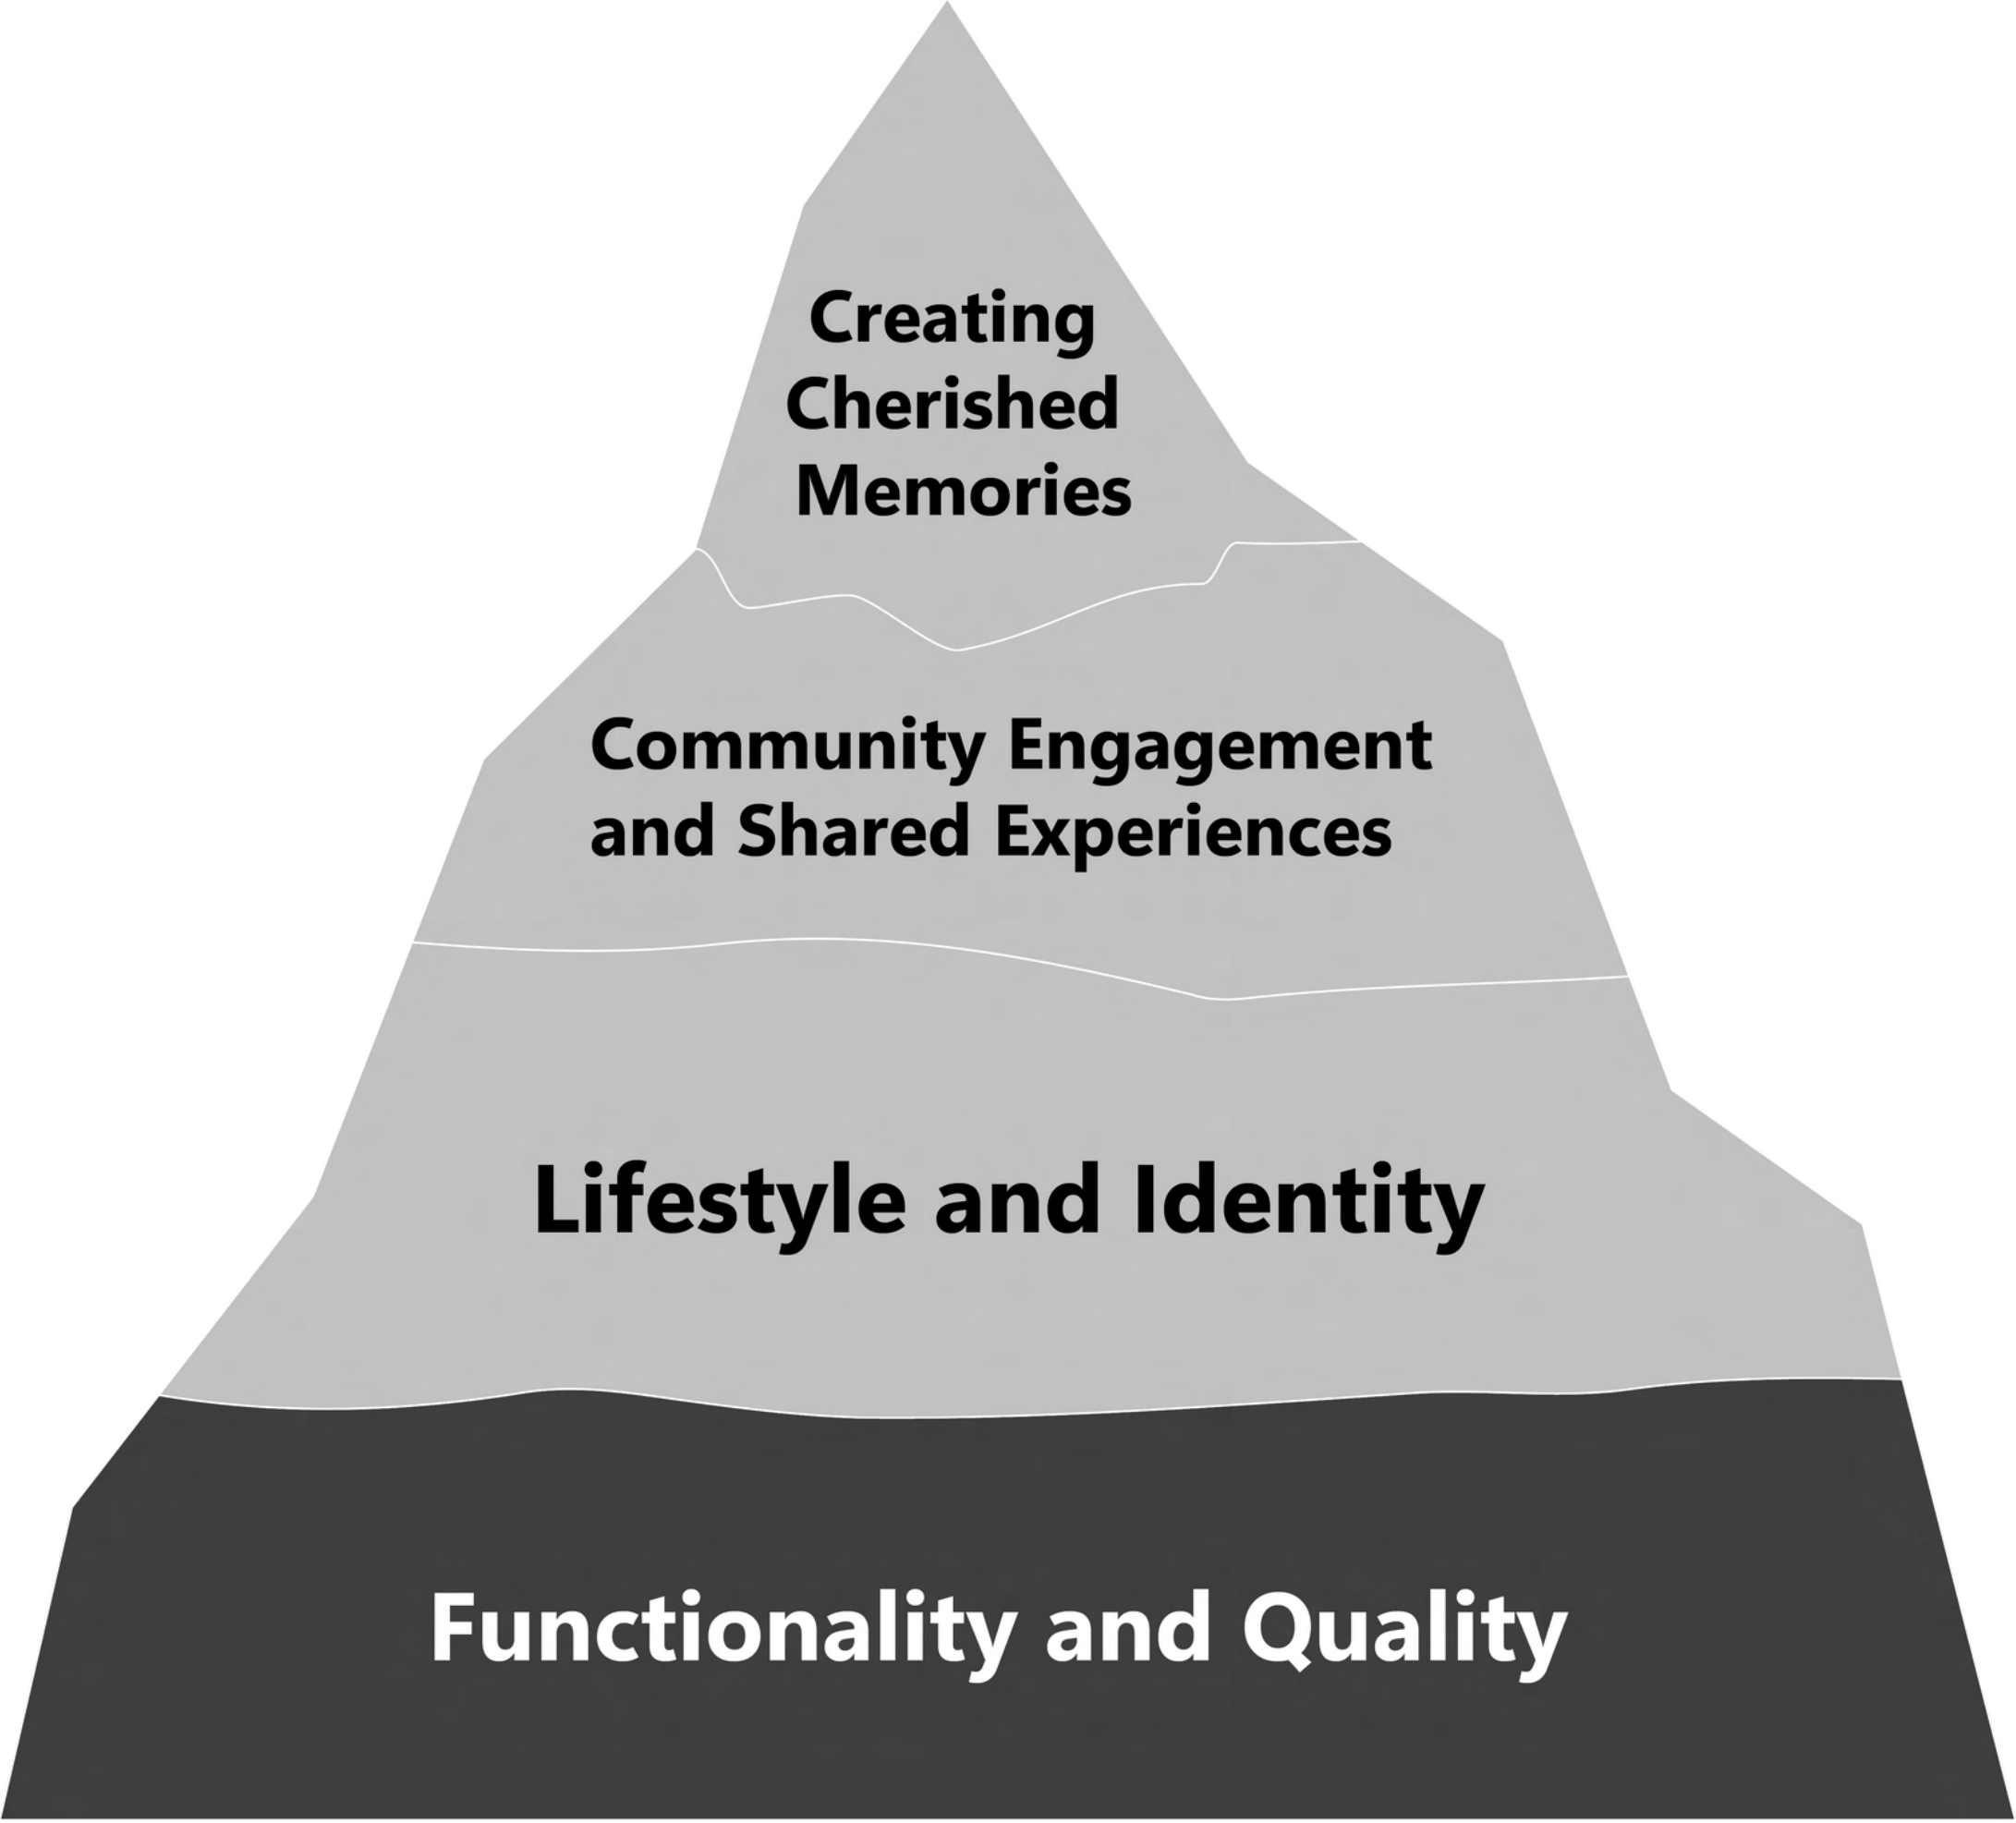 Creating
Cherished
Memories
Community Engagement
and Shared Experiences
Lifestyle and Identity
Functionality and Quality